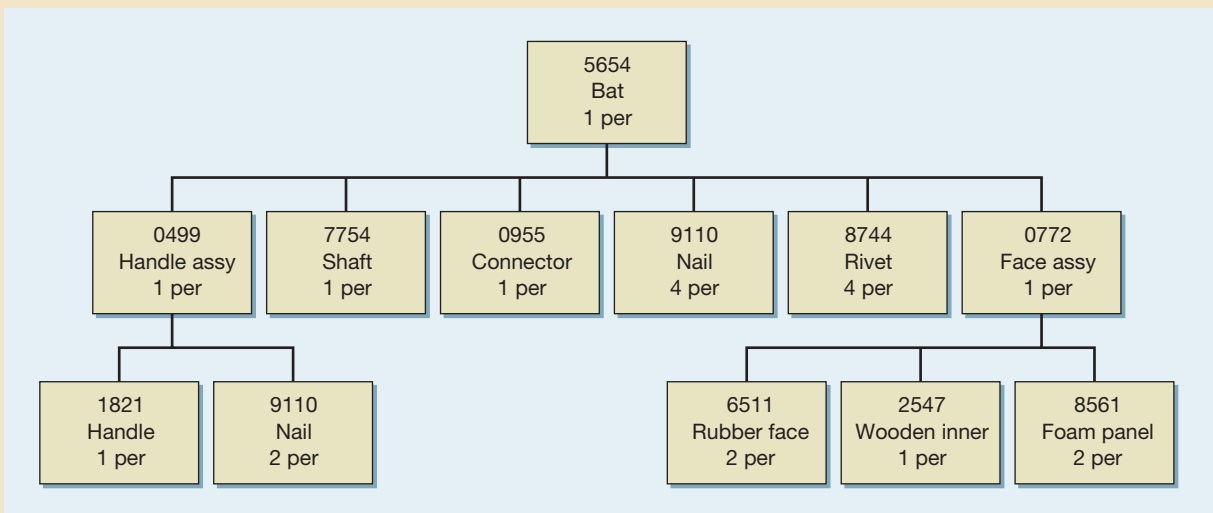 5654
Bat
1 per
0499
Handle assy
1 per
7754
Shaft
1 per
0955
Connector
1 per
9110
Nail
4 per
8744
Rivet
4 per
0772
Face assy
1 per
1821
Handle
1 per
9110
Nail
2 per
6511
Rubber face
2 per
2547
Wooden inner
1 per
8561
Foam panel
2 per